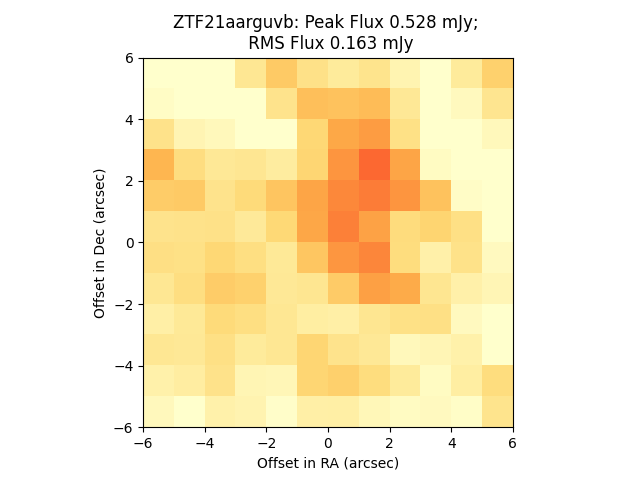 ZTF21aarguvb: Peak Flux 0.528 mJy;
RMS Flux 0.163 mJy
6
4
2
0
−2
−4
−6
Offset in Dec (arcsec)
−6 −4 −2 0 2 4 6
Offset in RA (arcsec)